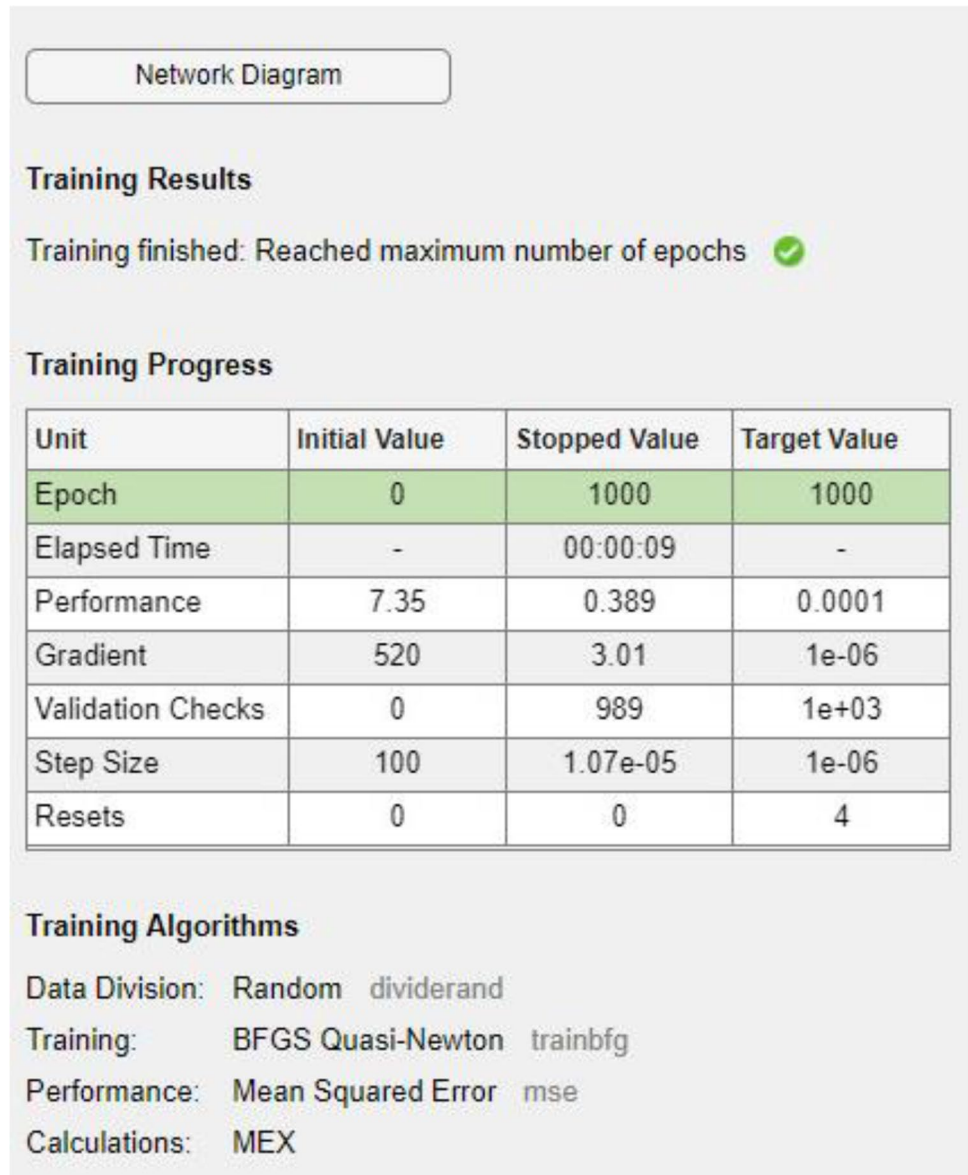 Network Diagram
Training Results
Training finished: Reached maximum number of epochs
Training Progress
Unit Initial Value Stopped Value Target Value
Epoch 0 1000 1000
Elapsed Time - 00:00:09 -
Performance 7.35 0.389 0.0001
Gradient 520 3.01 1e-06
Validation Checks 0 989 1e+03
Step Size 100 1.07e-05 1e-06
Resets 0 0 4
Training Algorithms
Data Division: Random dividerand
Training: BFGS Quasi-Newton trainbfg
Performance: Mean Squared Error mse
Calculations: MEX